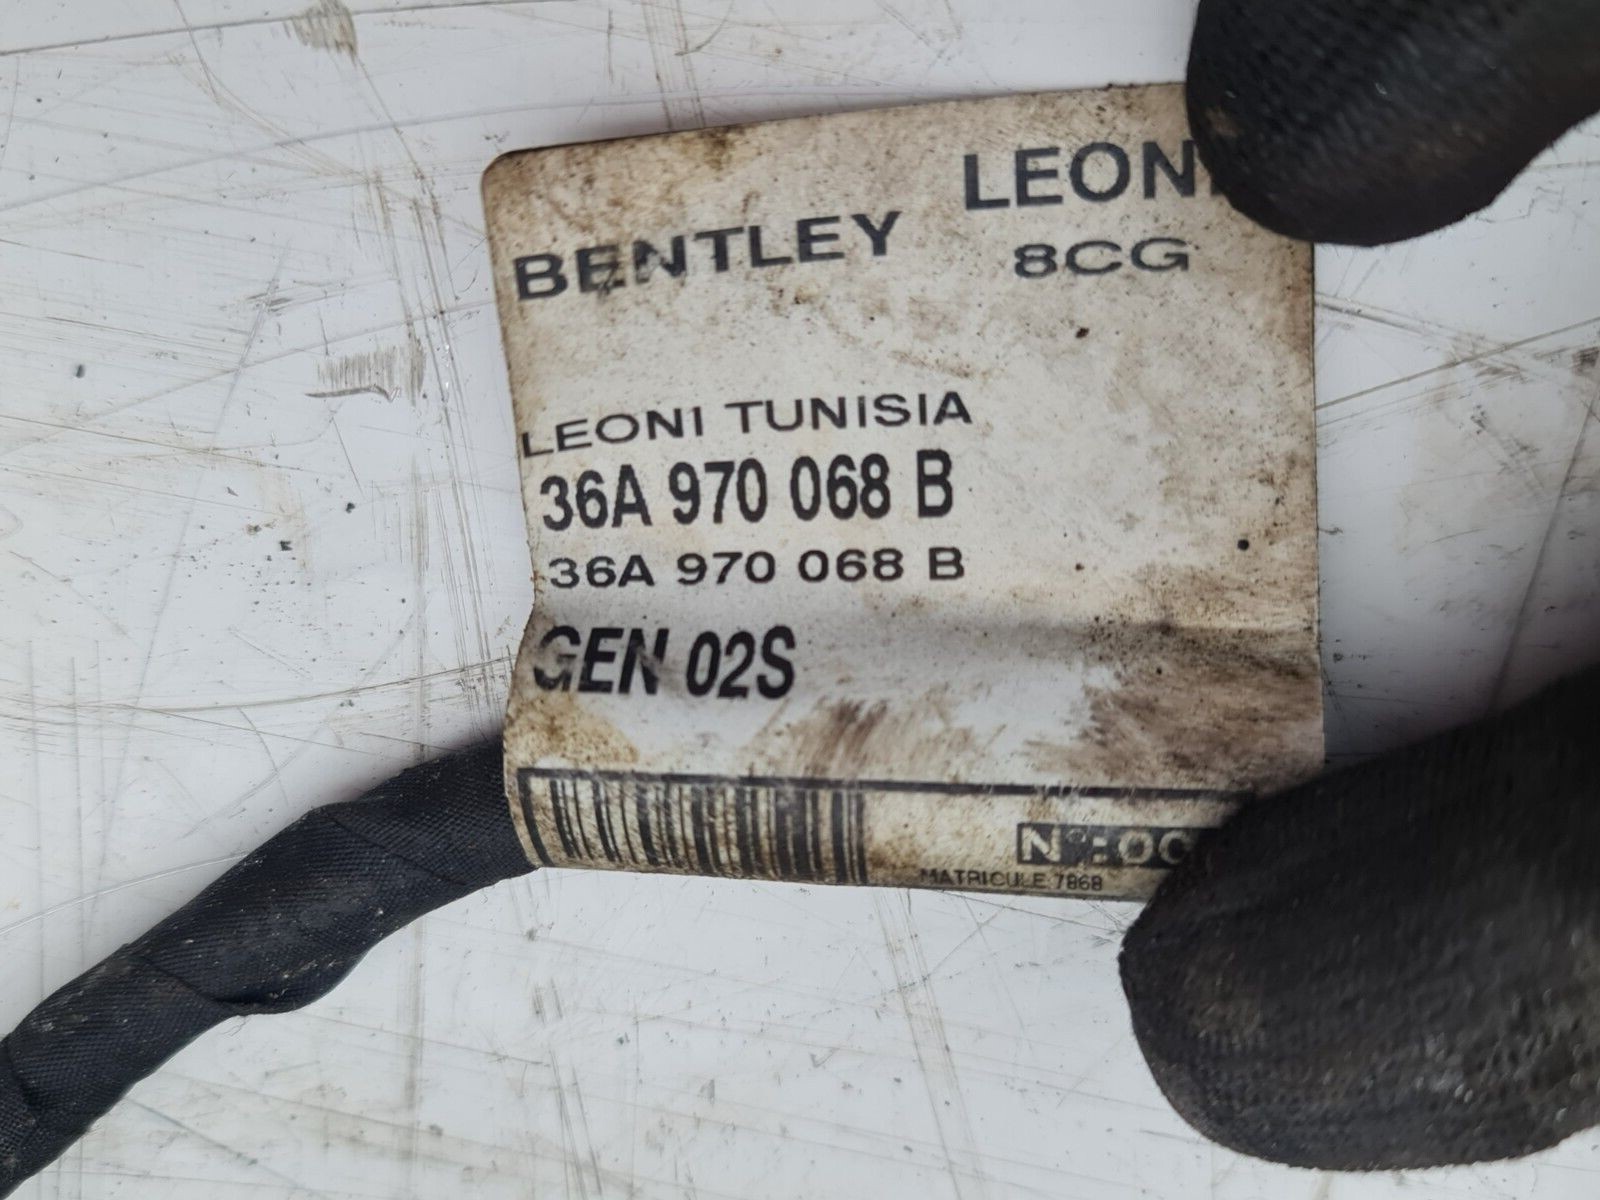 LEONI
BENTLEY 8CG
LEONI TUNISIA
36A 970 068 B
36A 970 068 B
GEN 02S
MATRICULE:7868